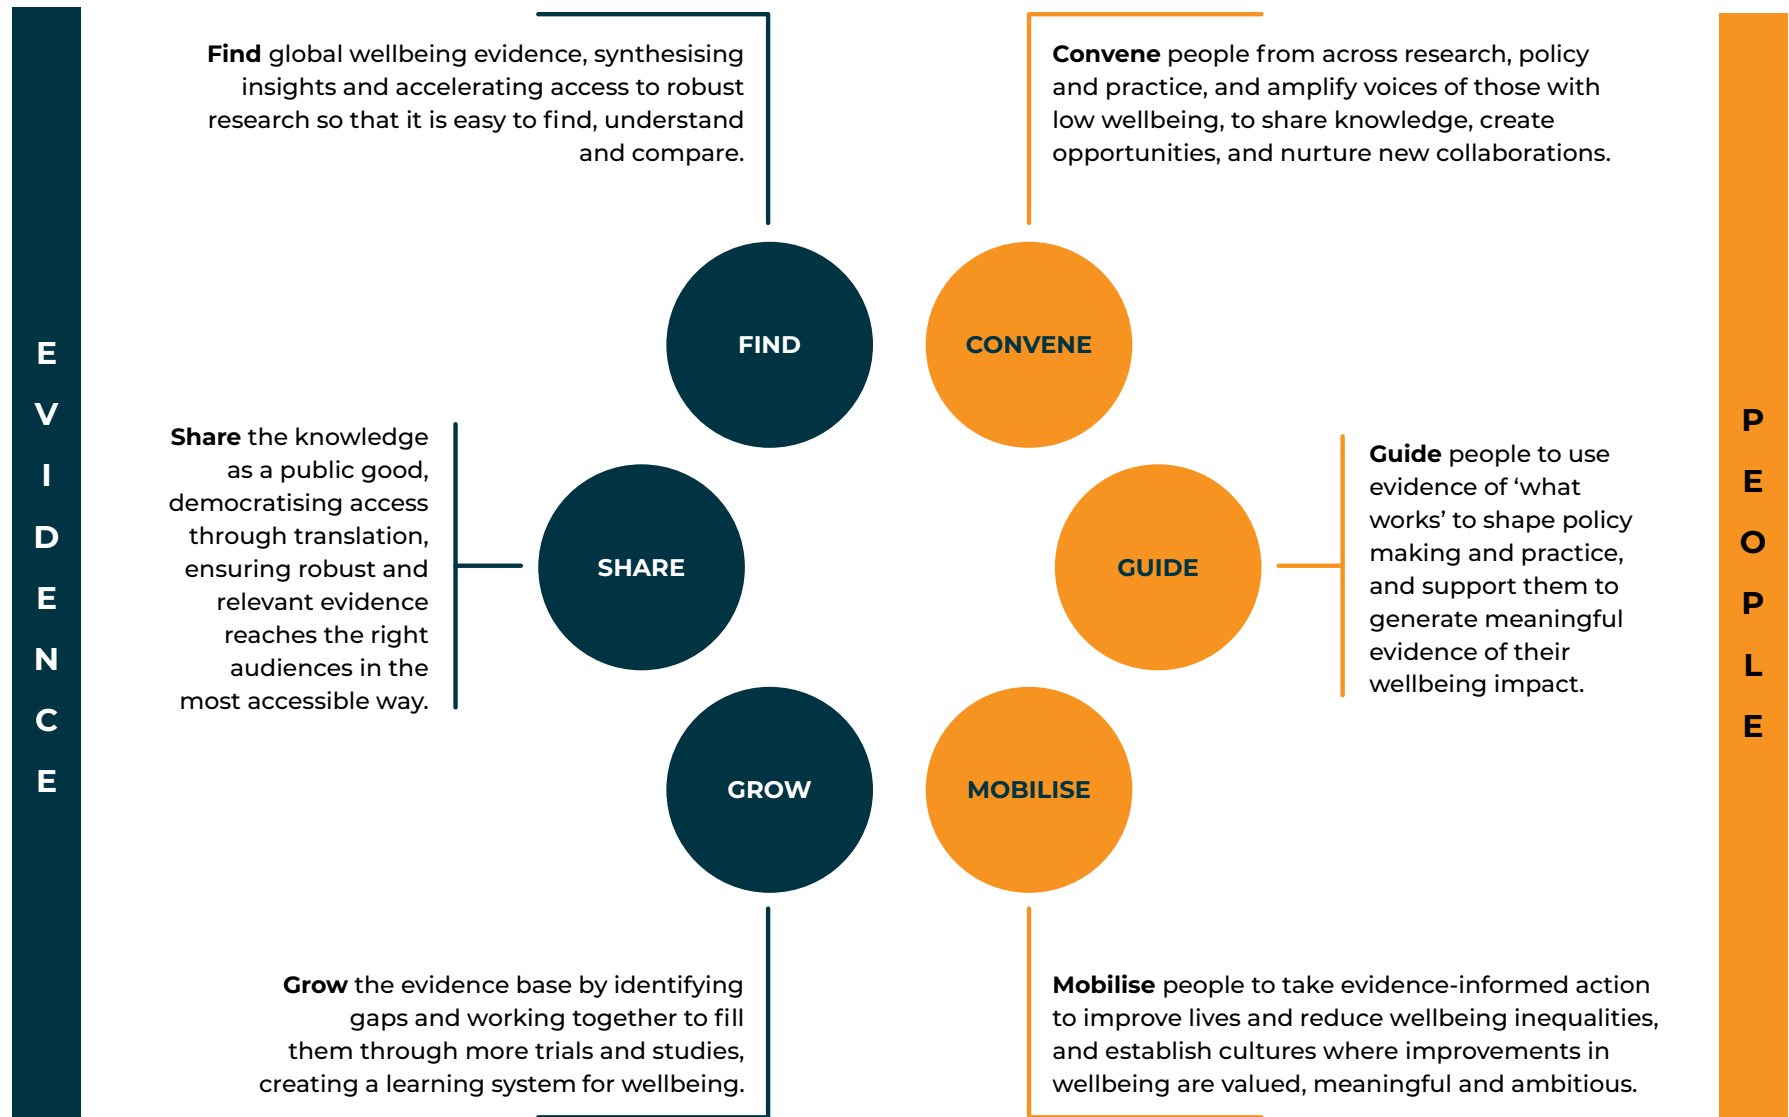 EVIDENCE
Find global wellbeing evidence, synthesising
insights and accelerating access to robust
research so that it is easy to find, understand
and compare.
Convene people from across research, policy
and practice, and amplify voices of those with
low wellbeing, to share knowledge, create
opportunities, and nurture new collaborations.
FIND
CONVENE
Share the knowledge
as a public good,
democratising access
through translation,
ensuring robust and
relevant evidence
reaches the right
audiences in the
most accessible way.
SHARE
GUIDE
Guide people to use
evidence of ‘what
works’ to shape policy
making and practice,
and support them to
generate meaningful
evidence of their
wellbeing impact.
GROW
MOBILISE
Grow the evidence base by identifying
gaps and working together to fill
them through more trials and studies,
creating a learning system for wellbeing.
Mobilise people to take evidence-informed action
to improve lives and reduce wellbeing inequalities,
and establish cultures where improvements in
wellbeing are valued, meaningful and ambitious.
PEOPLE